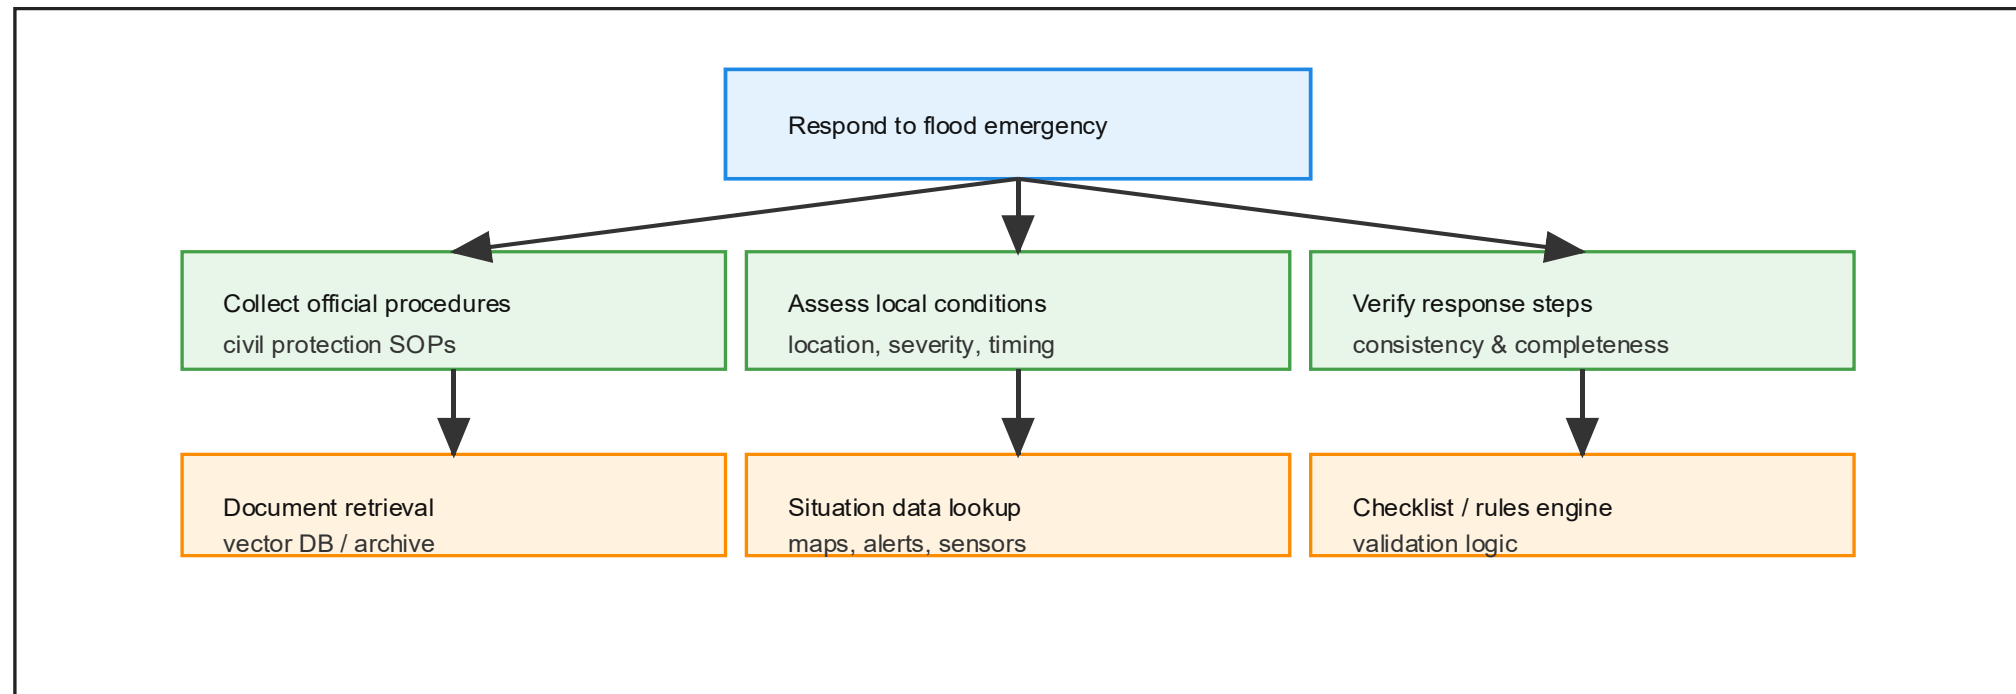 Respond to flood emergency
Collect official procedures
civil protection SOPs
Assess local conditions
location, severity, timing
Verify response steps
consistency & completeness
Document retrieval
vector DB / archive
Situation data lookup
maps, alerts, sensors
Checklist / rules engine
validation logic